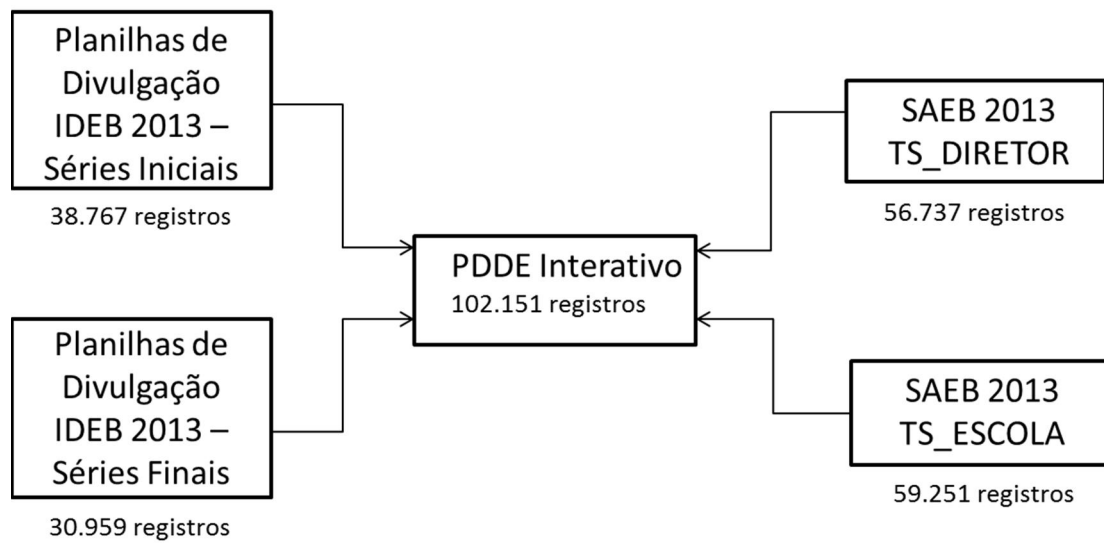 Planilhas de
Divulgação
IDEB 2013 –
Séries Iniciais
38.767 registros
Planilhas de
Divulgação
IDEB 2013 –
Séries Finais
30.959 registros
PDDE Interativo
102.151 registros
SAEB 2013
TS_DIRETOR
56.737 registros
SAEB 2013
TS_ESCOLA
59.251 registros